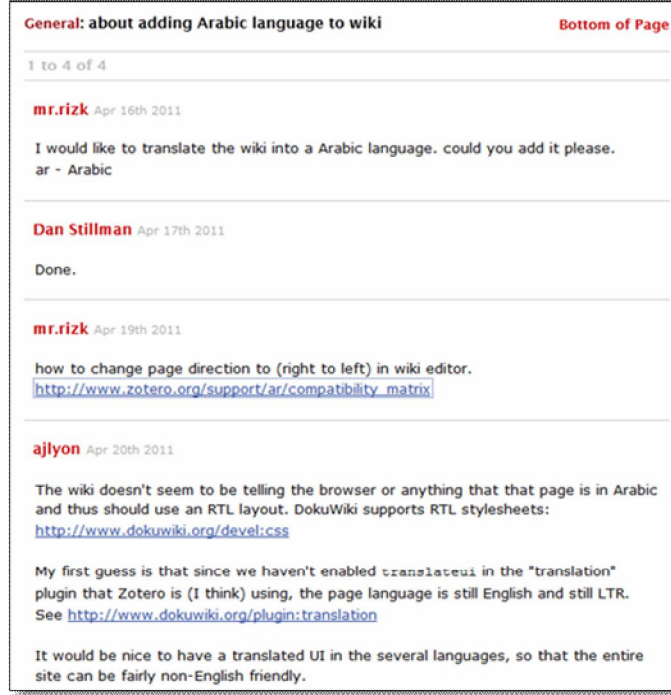 General: about adding Arabic language to wiki
Bottom of Page
1 to 4 of 4
mr.rizk Apr 16th 2011
I would like to translate the wiki into a Arabic language. could you add it please.
ar - Arabic
Dan Stillman Apr 17th 2011
Done.
mr.rizk Apr 19th 2011
how to change page direction to (right to left) in wiki editor.
http://www.zotero.org/support/ar/compatibility_matrix
ajlyon Apr 20th 2011
The wiki doesn't seem to be telling the browser or anything that that page is in Arabic
and thus should use an RTL layout. DokuWiki supports RTL stylesheets:
http://www.dokuwiki.org/devel:css
My first guess is that since we haven't enabled translateui in the "translation"
plugin that Zotero is (I think) using, the page language is still English and still LTR.
See http://www.dokuwiki.org/plugin:translation
It would be nice to have a translated UI in the several languages, so that the entire
site can be fairly non-English friendly.